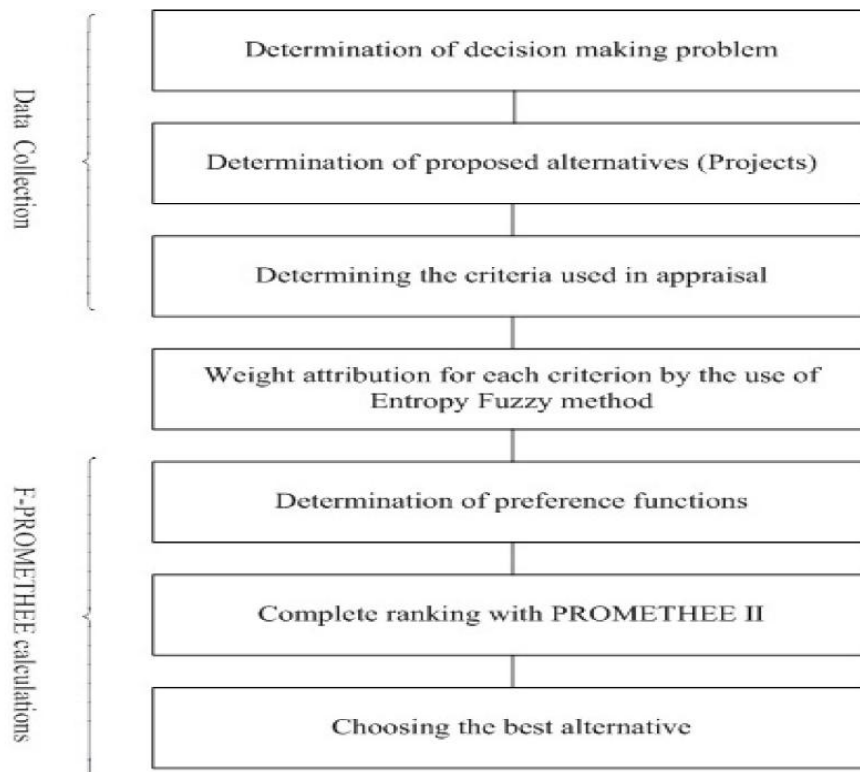 Determination of decision making problem
Data Collection
Determination of proposed alternatives (Projects)
Determining the criteria used in appraisal
Weight attribution for each criterion by the use of
Entropy Fuzzy method
F-PROMETHEE calculations
Determination of preference functions
Complete ranking with PROMETHEE II
Choosing the best alternative